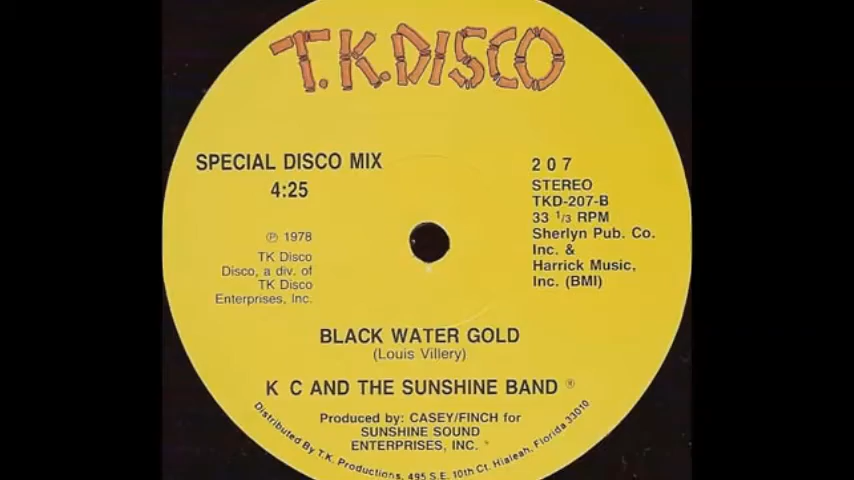 T.K.DISCO
SPECIAL DISCO MIX
4:25
℗ 1978
TK Disco
Disco, a div. of
TK Disco
Enterprises, Inc.
207
STEREO
TKD-207-B
33 1/3 RPM
Sherlyn Pub. Co.
Inc. &
Harrick Music,
Inc. (BMI)
BLACK WATER GOLD
(Louis Villery)
K C AND THE SUNSHINE BAND ®
Produced by: CASEY/FINCH for
SUNSHINE SOUND
ENTERPRISES, INC.
Distributed By T.K. Productions, 495 S.E. 10th Ct. Hialeah, Florida 33010